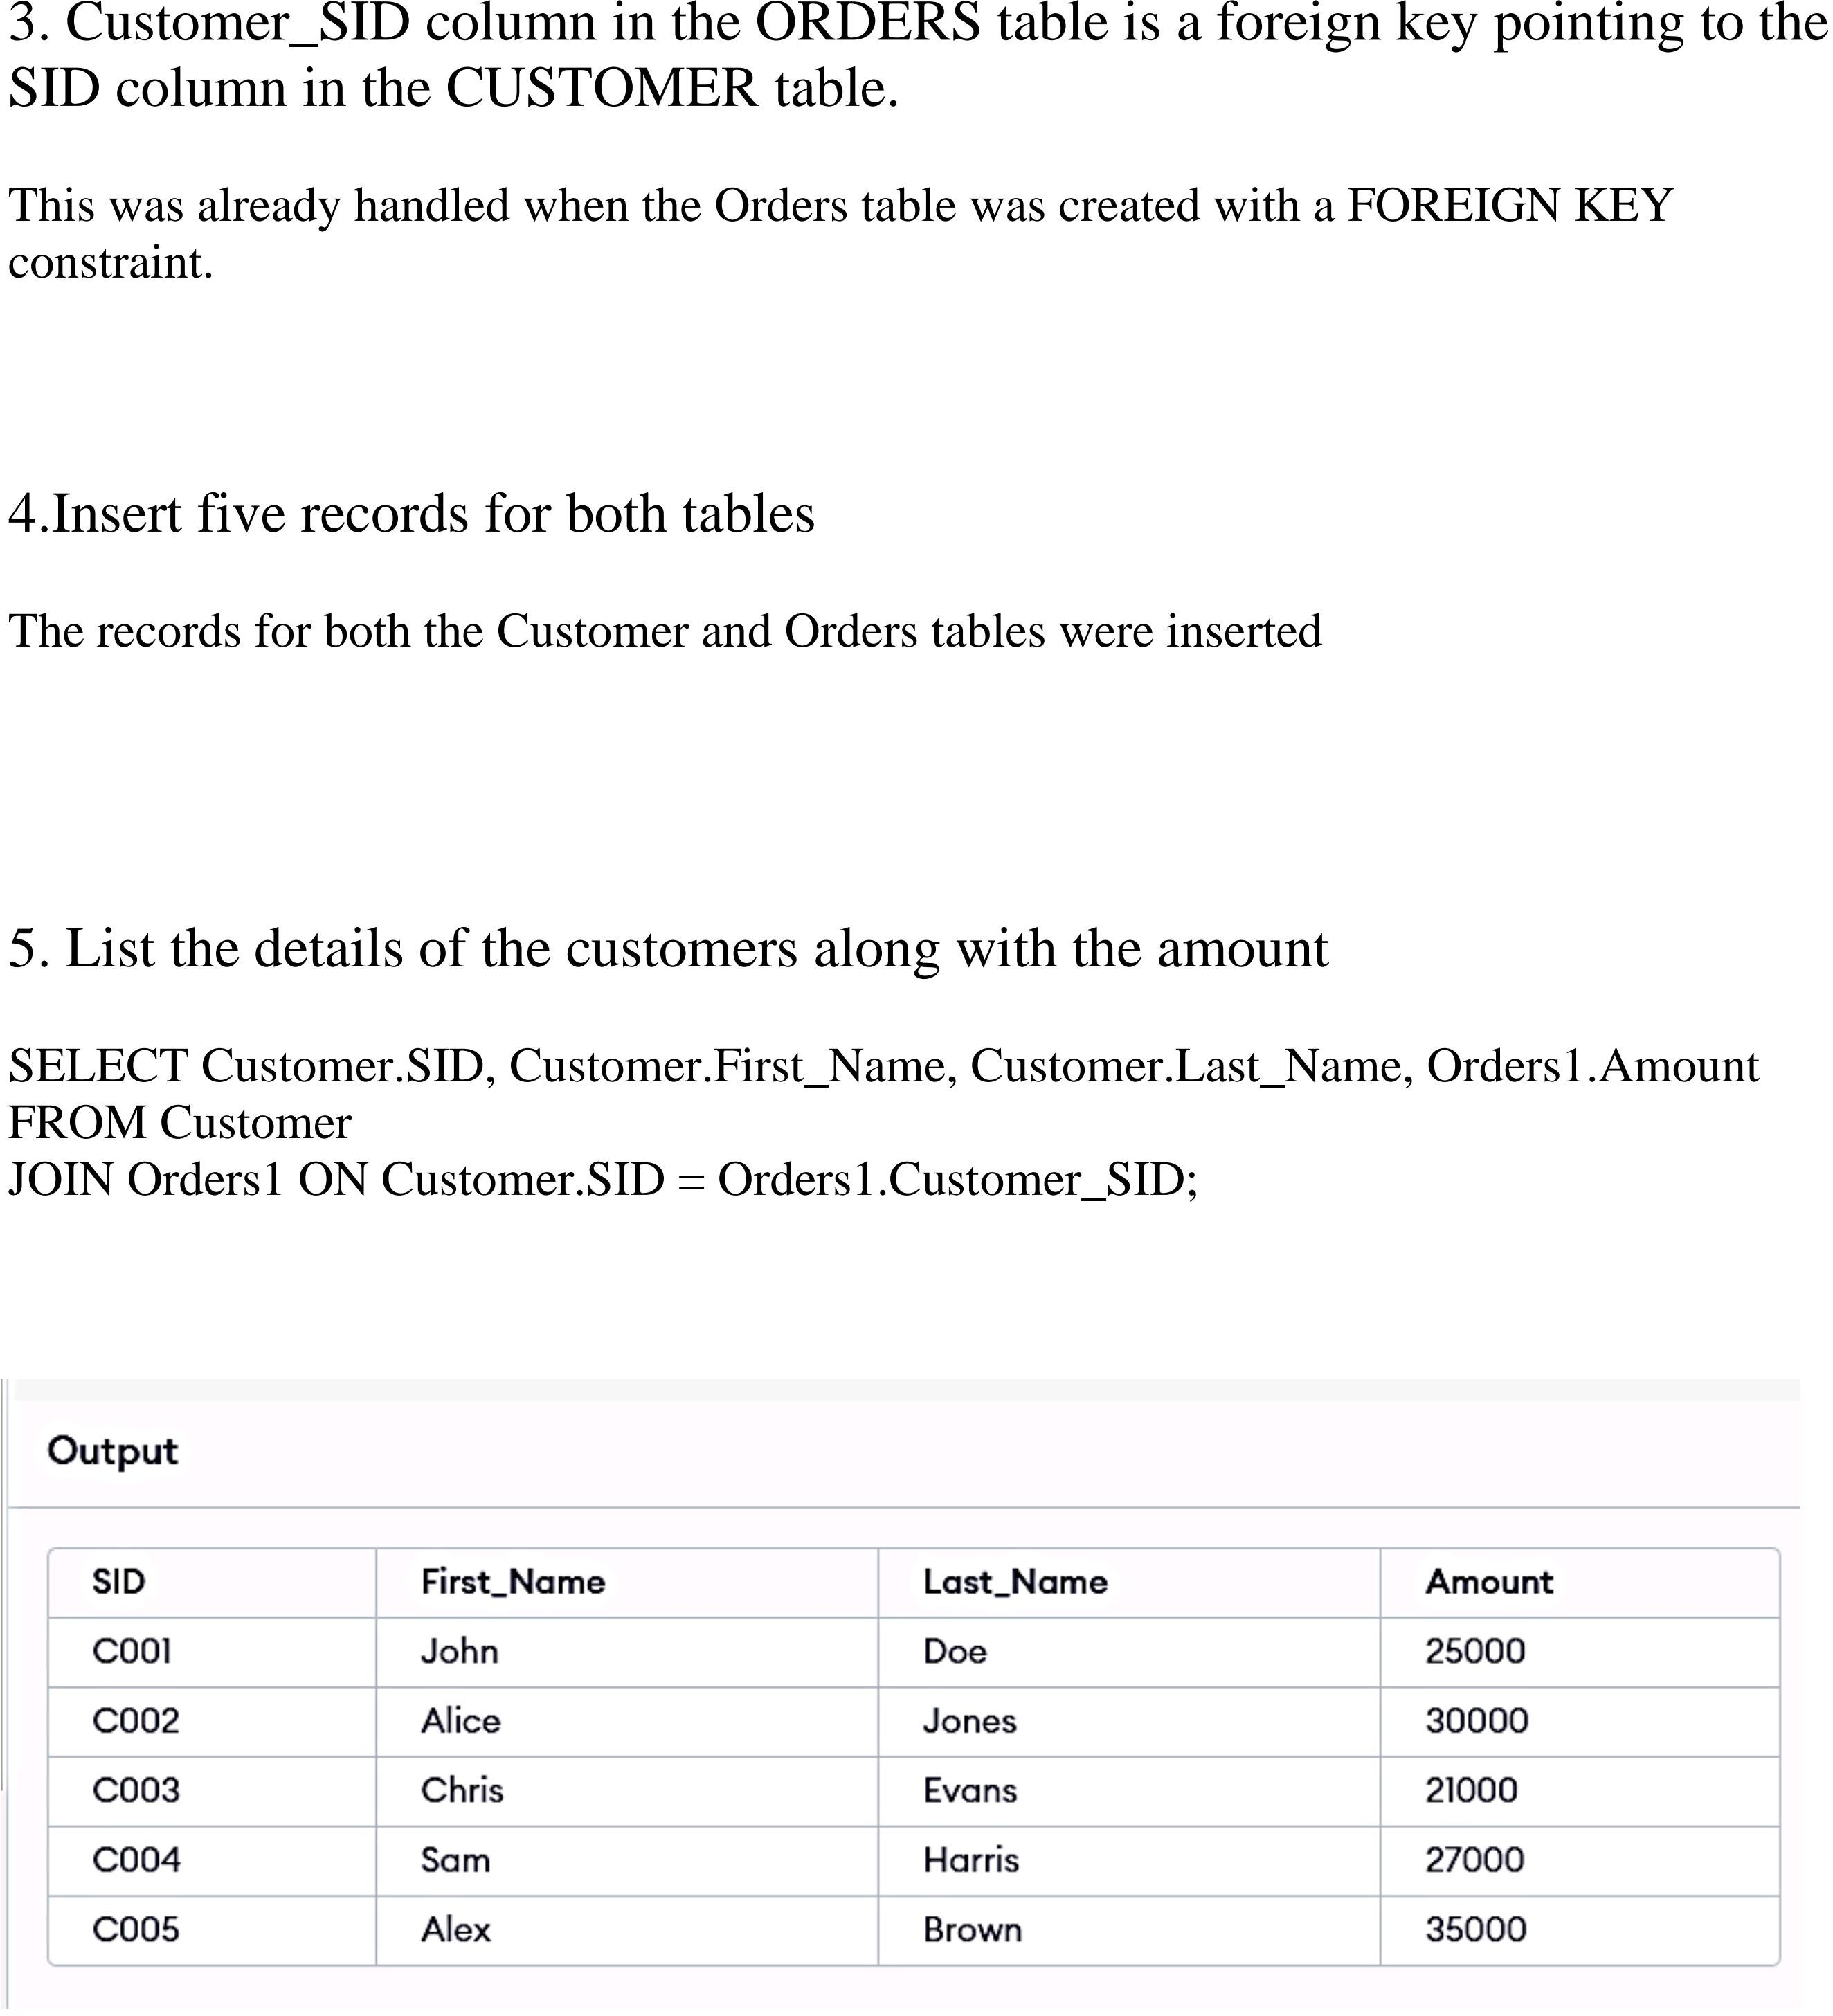 3. Customer_SID column in the ORDERS table is a foreign key pointing to the
SID column in the CUSTOMER table.
This was already handled when the Orders table was created with a FOREIGN KEY
constraint.
4.Insert five records for both tables
The records for both the Customer and Orders tables were inserted
5. List the details of the customers along with the amount
SELECT Customer.SID, Customer.First_Name, Customer.Last_Name, Orders1.Amount
FROM Customer
JOIN Orders1 ON Customer.SID = Orders1.Customer_SID;
Output
SID First_Name Last_Name Amount
C001 John Doe 25000
C002 Alice Jones 30000
C003 Chris Evans 21000
C004 Sam Harris 27000
C005 Alex Brown 35000